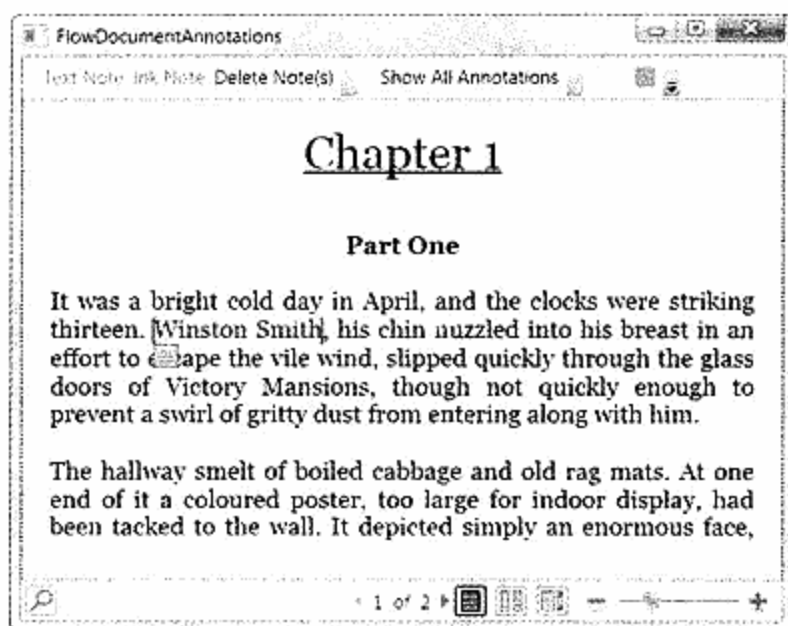 FlowDocumentAnnotations
Text Note Ink Note Delete Note(s) Show All Annotations
Chapter 1
Part One
It was a bright cold day in April, and the clocks were striking
thirteen. Winston Smith, his chin nuzzled into his breast in an
effort to ape the vile wind, slipped quickly through the glass
doors of Victory Mansions, though not quickly enough to
prevent a swirl of gritty dust from entering along with him.
The hallway smelt of boiled cabbage and old rag mats. At one
end of it a coloured poster, too large for indoor display, had
been tacked to the wall. It depicted simply an enormous face,
1 of 2